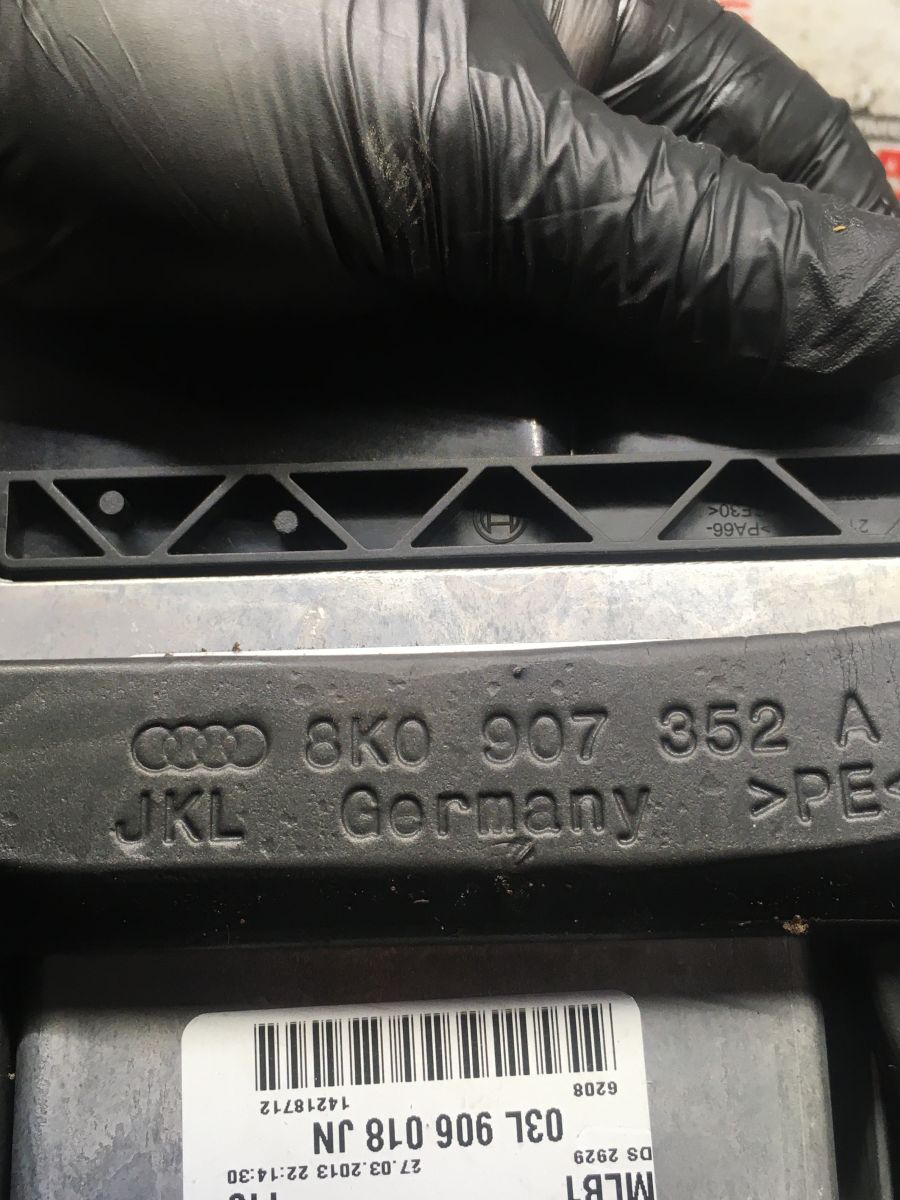 >PA66-
21
8K0 907 352 A
JKL Germany >PE<
MLB1
DS 2929 27.03.2013 22:14:30
03L 906 018 JN
6208 14218712